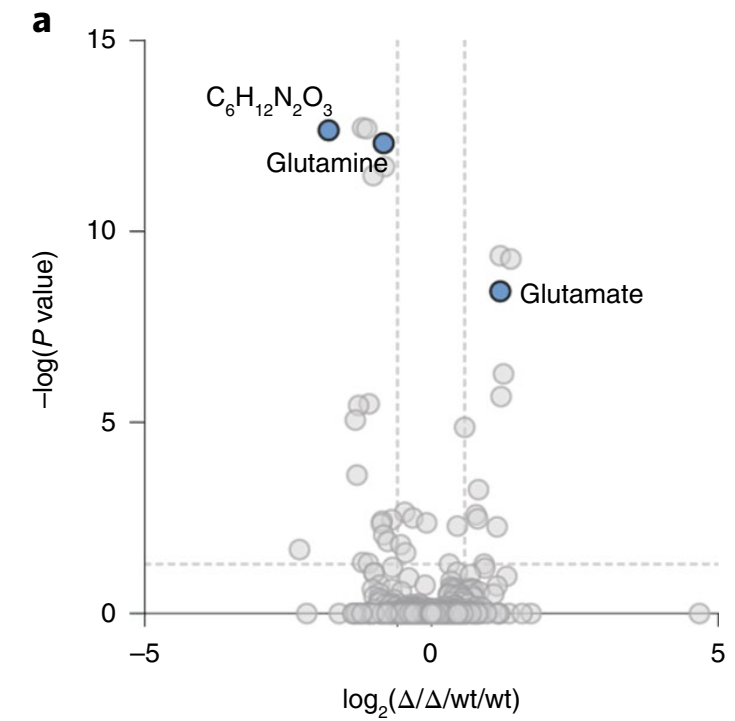 a
15
C₆H₁₂N₂O₃
Glutamine
10
Glutamate
–log(P value)
5
0
–5
0
5
log₂(Δ/Δ/wt/wt)